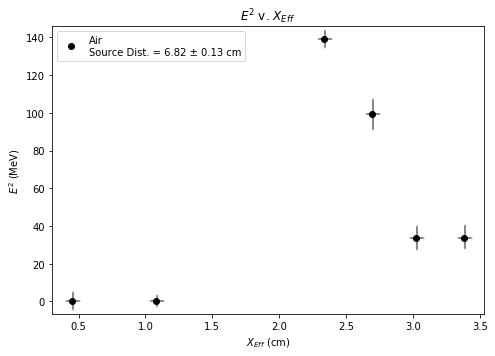 E² v. X_Eff
Air
Source Dist. = 6.82 ± 0.13 cm
E² (MeV)
140
120
100
80
60
40
20
0
0.5 1.0 1.5 2.0 2.5 3.0 3.5
X_Eff (cm)